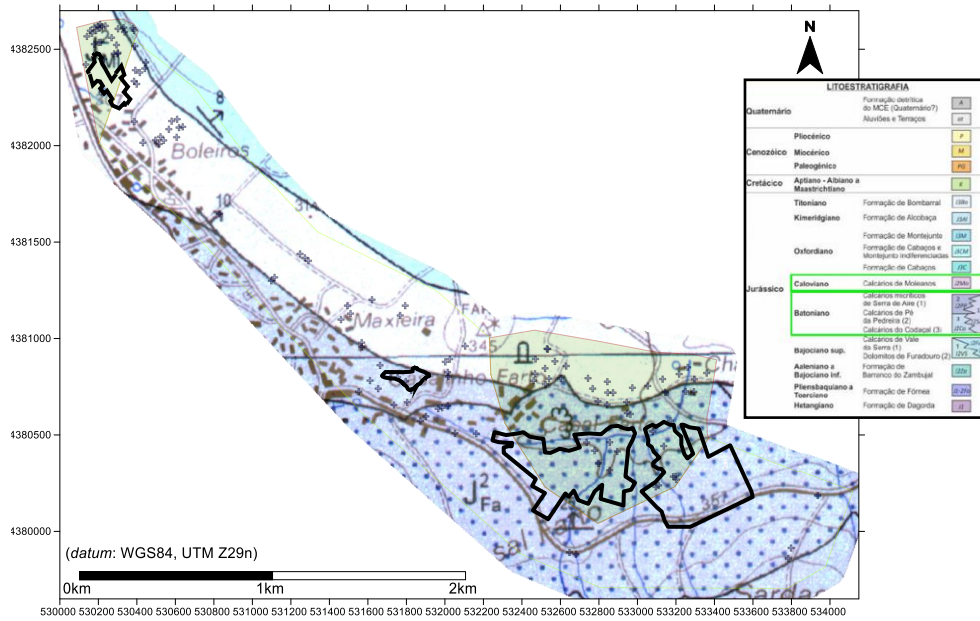 4382500
4382000
4381500
4381000
4380500
4380000
530000 530200 530400 530600 530800 531000 531200 531400 531600 531800 532000 532200 532400 532600 532800 533000 533200 533400 533600 533800 534000
N
8
Boleiros
10
31A
Maxieira
345
J²Fa
(datum: WGS84, UTM Z29n)
0km 1km 2km
LITOESTRATIGRAFIA
Quaternário
Formação detrítica
do MCE (Quaternário?)
A
Aluviões e Terraços
at
Cenozóico
Pliocénico
P
Miocénico
M
Paleogénico
PG
Cretácico
Aptiano - Albiano a
Maastrichtiano
Jurássico
Titoniano
Formação de Bombarral
Kimeridgiano
Formação de Alcobaça
Oxfordiano
Formação de Montejunto
Formação de Cabaços e
Montejunto Indiferenciadas
Formação de Cabaços
Caloviano
Calcários de Moleanos
Batoniano
Calcários micríticos
de Serra de Aire (1)
Calcários de Pé
da Pedreira (2)
Calcários do Codaçal (3)
Bajociano sup.
Calcários de Vale
da Serra (1)
Dolomitos de Furadouro (2)
Aaleniano a
Bajociano inf.
Formação de
Barranco do Zambujal
Pliensbaquiano a
Toarciano
Formação de Fórnea
Hetangiano
Formação de Dagorda